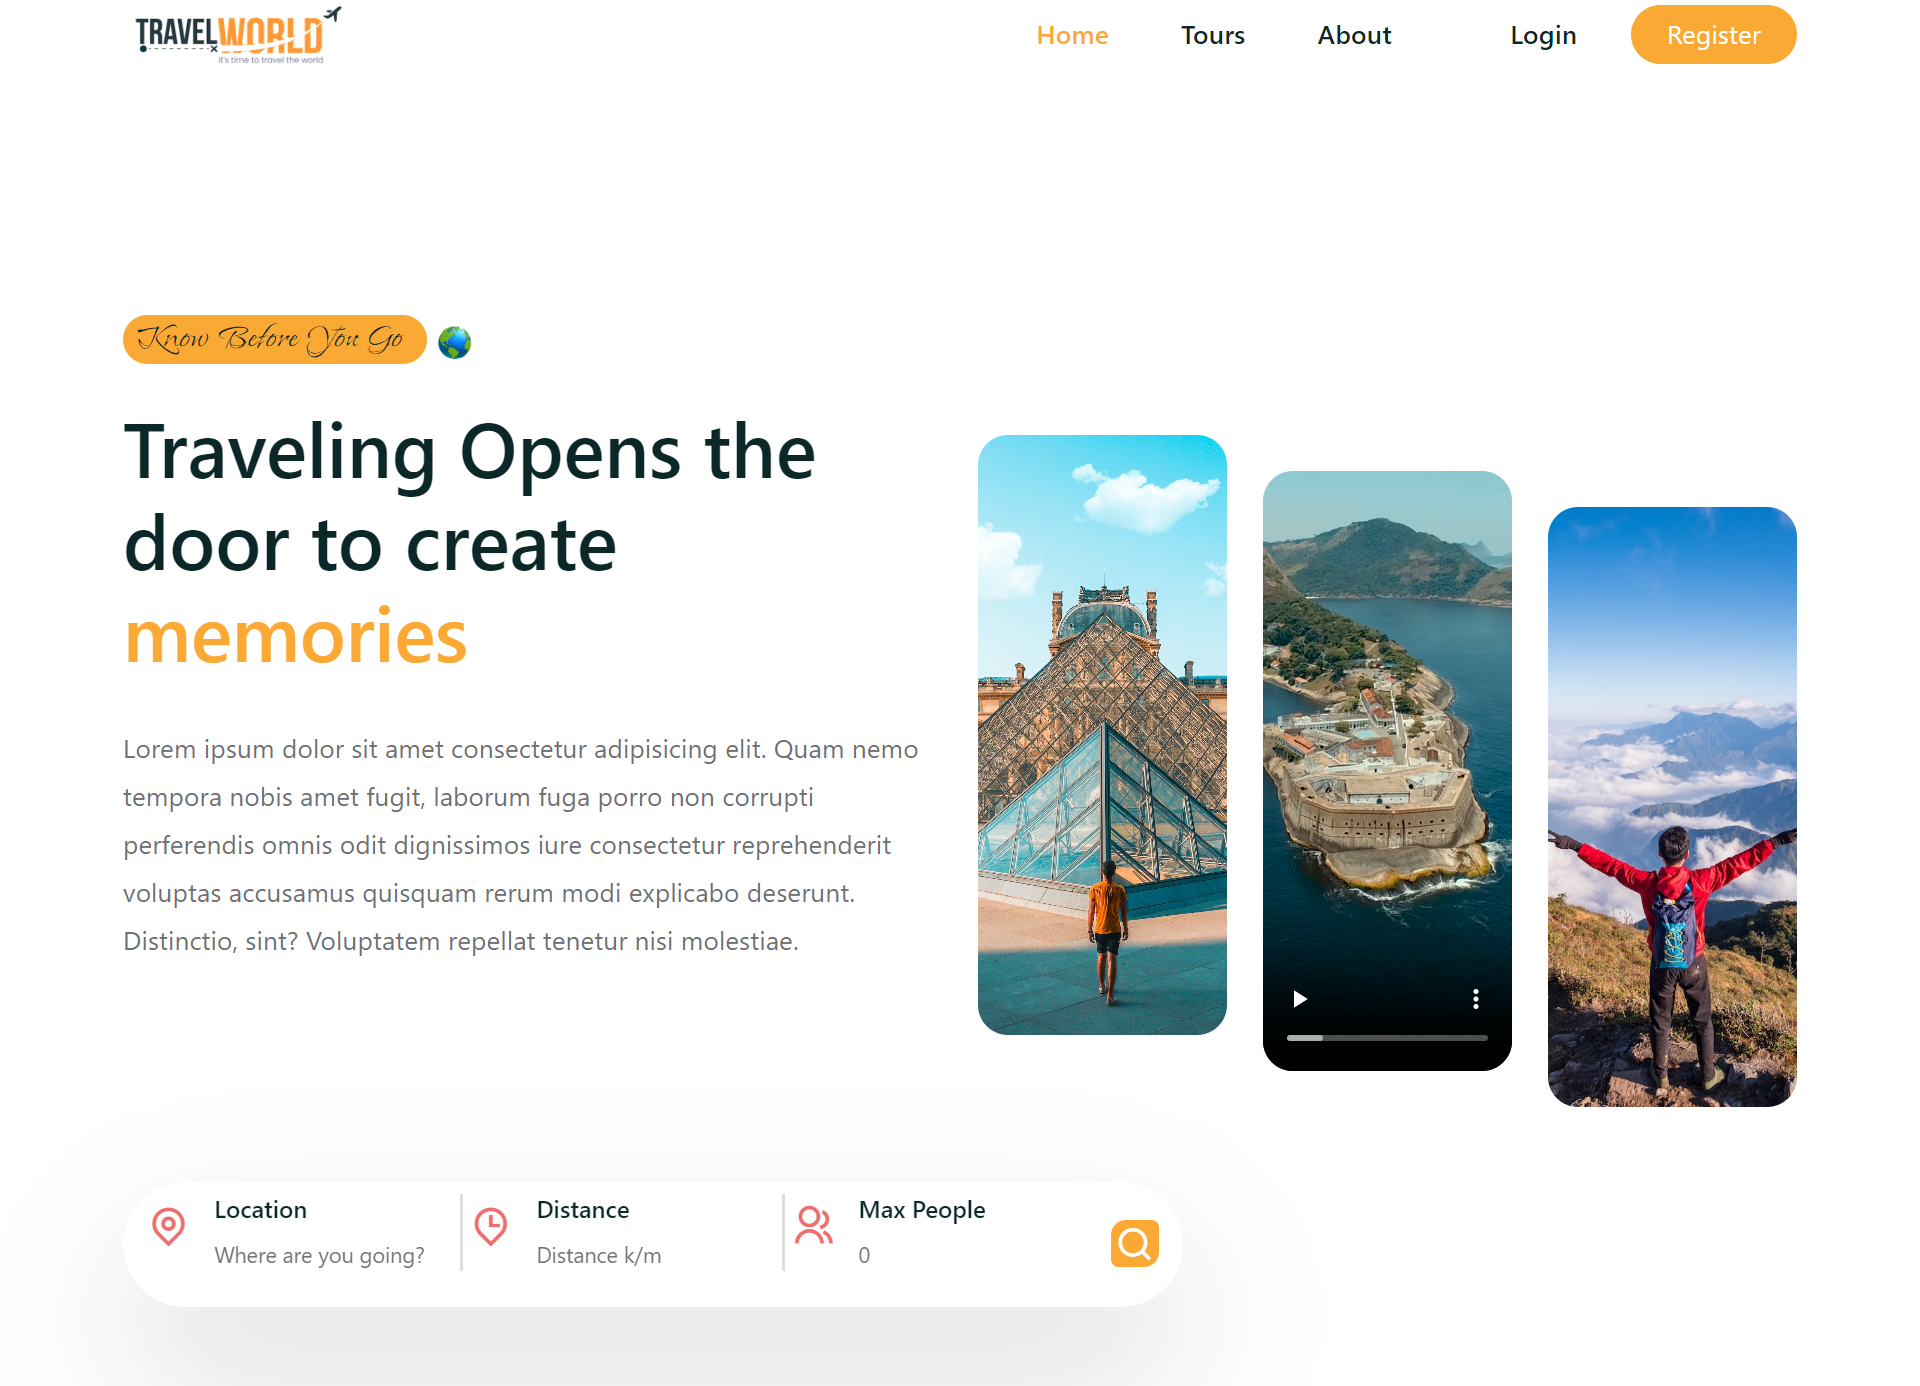 TRAVELWORLD
it's time to travel the world
Home
Tours
About
Login
Register
Know Before You Go
Traveling Opens the
door to create
memories
Lorem ipsum dolor sit amet consectetur adipisicing elit. Quam nemo
tempora nobis amet fugit, laborum fuga porro non corrupti
perferendis omnis odit dignissimos iure consectetur reprehenderit
voluptas accusamus quisquam rerum modi explicabo deserunt.
Distinctio, sint? Voluptatem repellat tenetur nisi molestiae.
Location
Where are you going?
Distance
Distance k/m
Max People
0